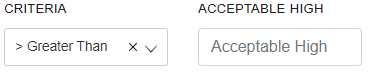 CRITERIA
ACCEPTABLE HIGH
> Greater Than
Acceptable High